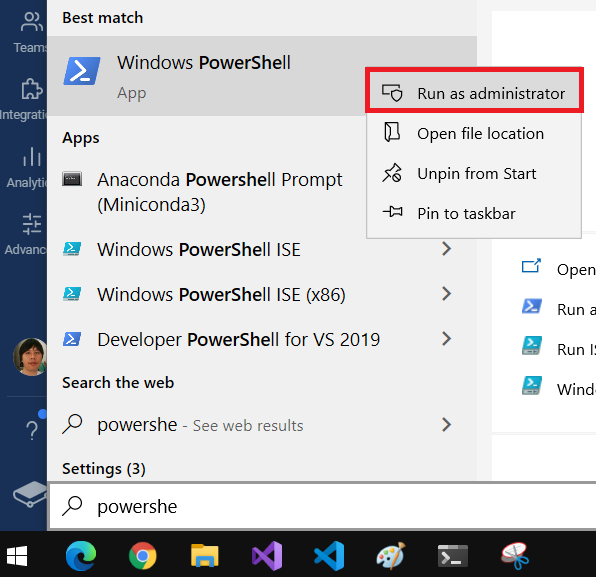 Best match
Windows PowerShell
App
Run as administrator
Open file location
Unpin from Start
Pin to taskbar
Apps
Anaconda Powershell Prompt
(Miniconda3)
Windows PowerShell ISE
Windows PowerShell ISE (x86)
Developer PowerShell for VS 2019
Search the web
powershe - See web results
Settings (3)
powershe
Teams
Integration
Analytic
Advanc
Open
Run a
Run IS
Windo